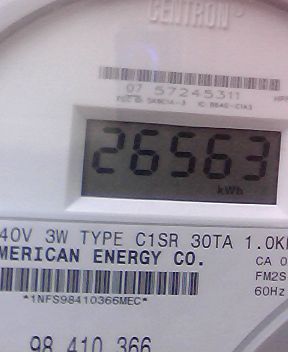 CENTRON
07 57245311
26563
kWh
40V 3W TYPE C1SR 30TA 1.0K
MERICAN ENERGY CO.
CA 0
FM2S
*1NFS98410366MEC*
60Hz
98 410 366